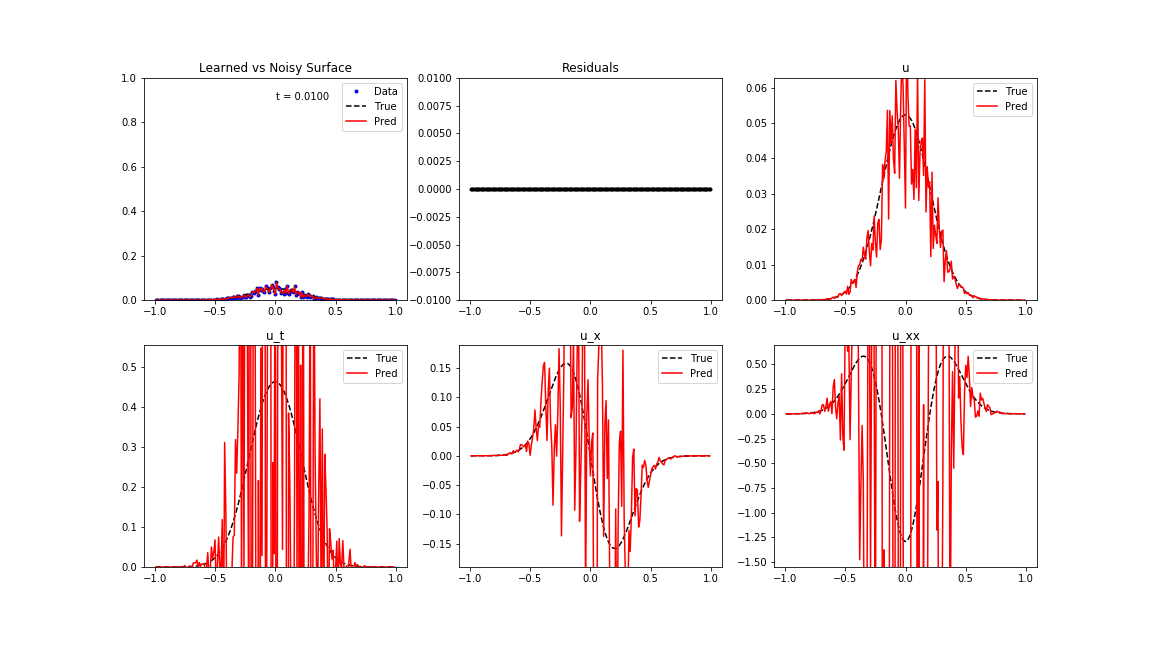 Learned vs Noisy Surface
1.0
0.8
0.6
0.4
0.2
0.0
−1.0 −0.5 0.0 0.5 1.0
t = 0.0100
Data
True
Pred
Residuals
0.0100
0.0075
0.0050
0.0025
0.0000
−0.0025
−0.0050
−0.0075
−0.0100
−1.0 −0.5 0.0 0.5 1.0
u
0.06
0.05
0.04
0.03
0.02
0.01
0.00
−1.0 −0.5 0.0 0.5 1.0
True
Pred
u_t
0.5
0.4
0.3
0.2
0.1
0.0
−1.0 −0.5 0.0 0.5 1.0
True
Pred
u_x
0.15
0.10
0.05
0.00
−0.05
−0.10
−0.15
−1.0 −0.5 0.0 0.5 1.0
True
Pred
u_xx
0.50
0.25
0.00
−0.25
−0.50
−0.75
−1.00
−1.25
−1.50
−1.0 −0.5 0.0 0.5 1.0
True
Pred